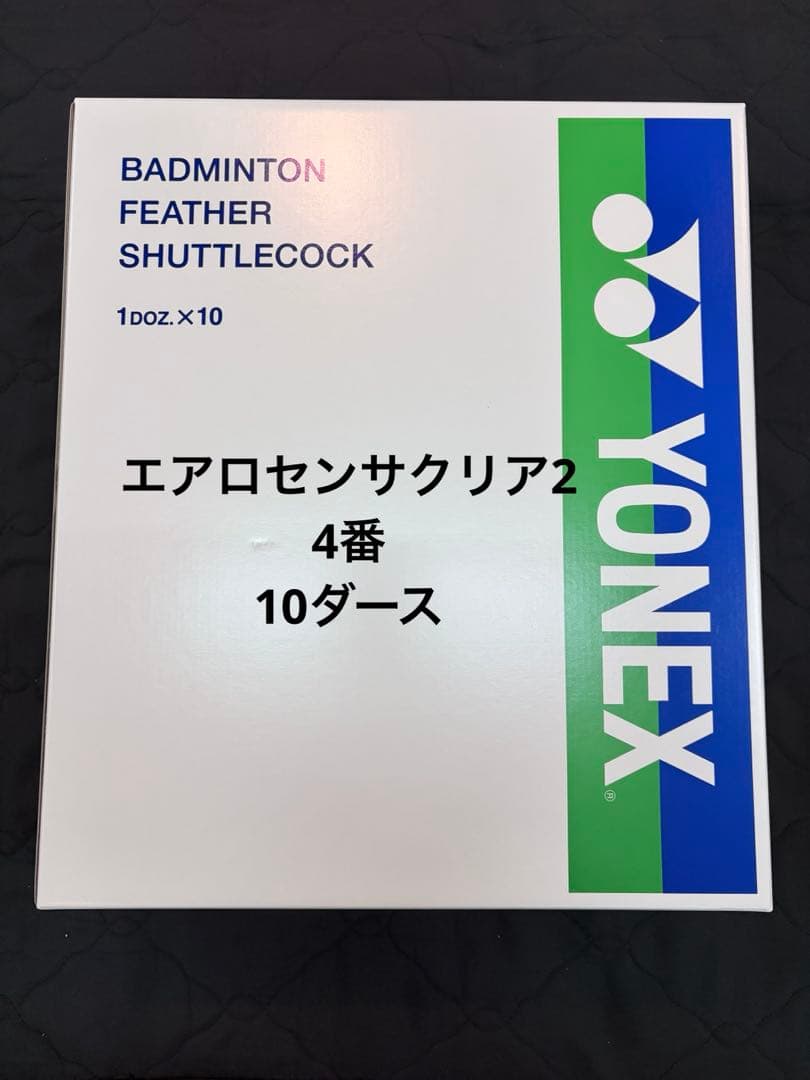 BADMINTON
FEATHER
SHUTTLECOCK
1DOZ.×10
エアロセンサクリア2
4番
10ダース
YONEX®